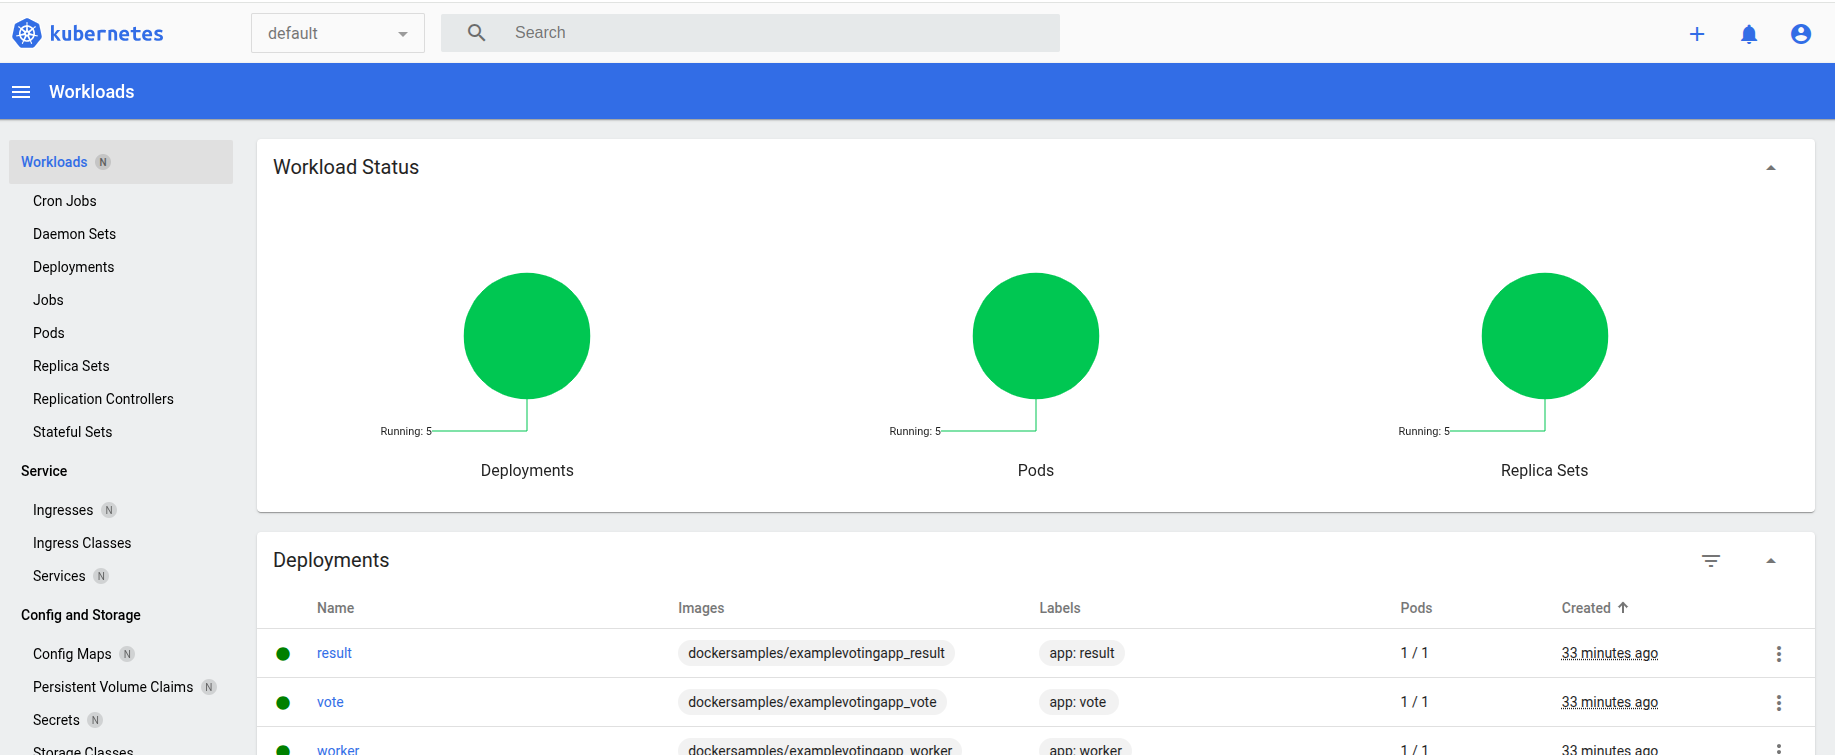 kubernetes
default
Search
Workloads
Workloads N
Cron Jobs
Daemon Sets
Deployments
Jobs
Pods
Replica Sets
Replication Controllers
Stateful Sets
Service
Ingresses N
Ingress Classes
Services N
Config and Storage
Config Maps N
Persistent Volume Claims N
Secrets N
Storage Classes
Workload Status
Running: 5
Deployments
Running: 5
Pods
Running: 5
Replica Sets
Deployments
Name Images Labels Pods Created
result dockersamples/examplevotingapp_result app: result 1 / 1 33 minutes ago
vote dockersamples/examplevotingapp_vote app: vote 1 / 1 33 minutes ago
worker dockersamples/examplevotingapp_worker app: worker 1 / 1 33 minutes ago